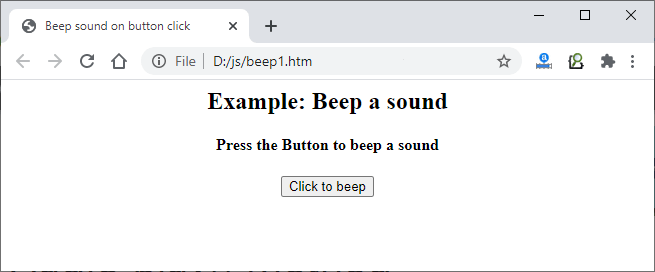 Beep sound on button click
File
D:/js/beep1.htm
Example: Beep a sound
Press the Button to beep a sound
Click to beep